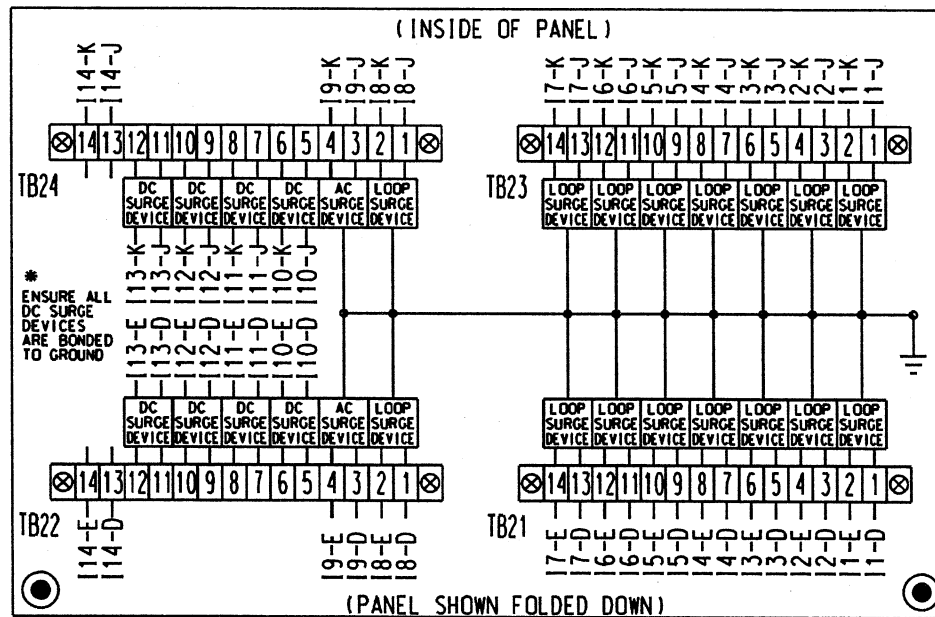 (INSIDE OF PANEL)
I14-K I14-J I9-K I9-J I8-K I8-J I7-K I7-J I6-K I6-J I5-K I5-J I4-K I4-J I3-K I3-J I2-K I2-J I1-K I1-J
14 13 12 11 10 9 8 7 6 5 4 3 2 1 14 13 12 11 10 9 8 7 6 5 4 3 2 1
TB24 TB23
DC DC DC DC AC LOOP LOOP LOOP LOOP LOOP LOOP LOOP LOOP
SURGE SURGE SURGE SURGE SURGE SURGE SURGE SURGE SURGE SURGE SURGE SURGE SURGE
DEVICE DEVICE DEVICE DEVICE DEVICE DEVICE DEVICE DEVICE DEVICE DEVICE DEVICE DEVICE DEVICE
I13-K I13-J I12-K I12-J I11-K I11-J I10-K I10-J
*
ENSURE ALL
DC SURGE
DEVICES
ARE BONDED
TO GROUND
I13-E I13-D I12-E I12-D I11-E I11-D I10-E I10-D
DC DC DC DC AC LOOP LOOP LOOP LOOP LOOP LOOP LOOP LOOP
SURGE SURGE SURGE SURGE SURGE SURGE SURGE SURGE SURGE SURGE SURGE SURGE SURGE
DEVICE DEVICE DEVICE DEVICE DEVICE DEVICE DEVICE DEVICE DEVICE DEVICE DEVICE DEVICE DEVICE
14 13 12 11 10 9 8 7 6 5 4 3 2 1 14 13 12 11 10 9 8 7 6 5 4 3 2 1
TB22 TB21
I14-E I14-D I9-E I9-D I8-E I8-D I7-E I7-D I6-E I6-D I5-E I5-D I4-E I4-D I3-E I3-D I2-E I2-D I1-E I1-D
(PANEL SHOWN FOLDED DOWN)